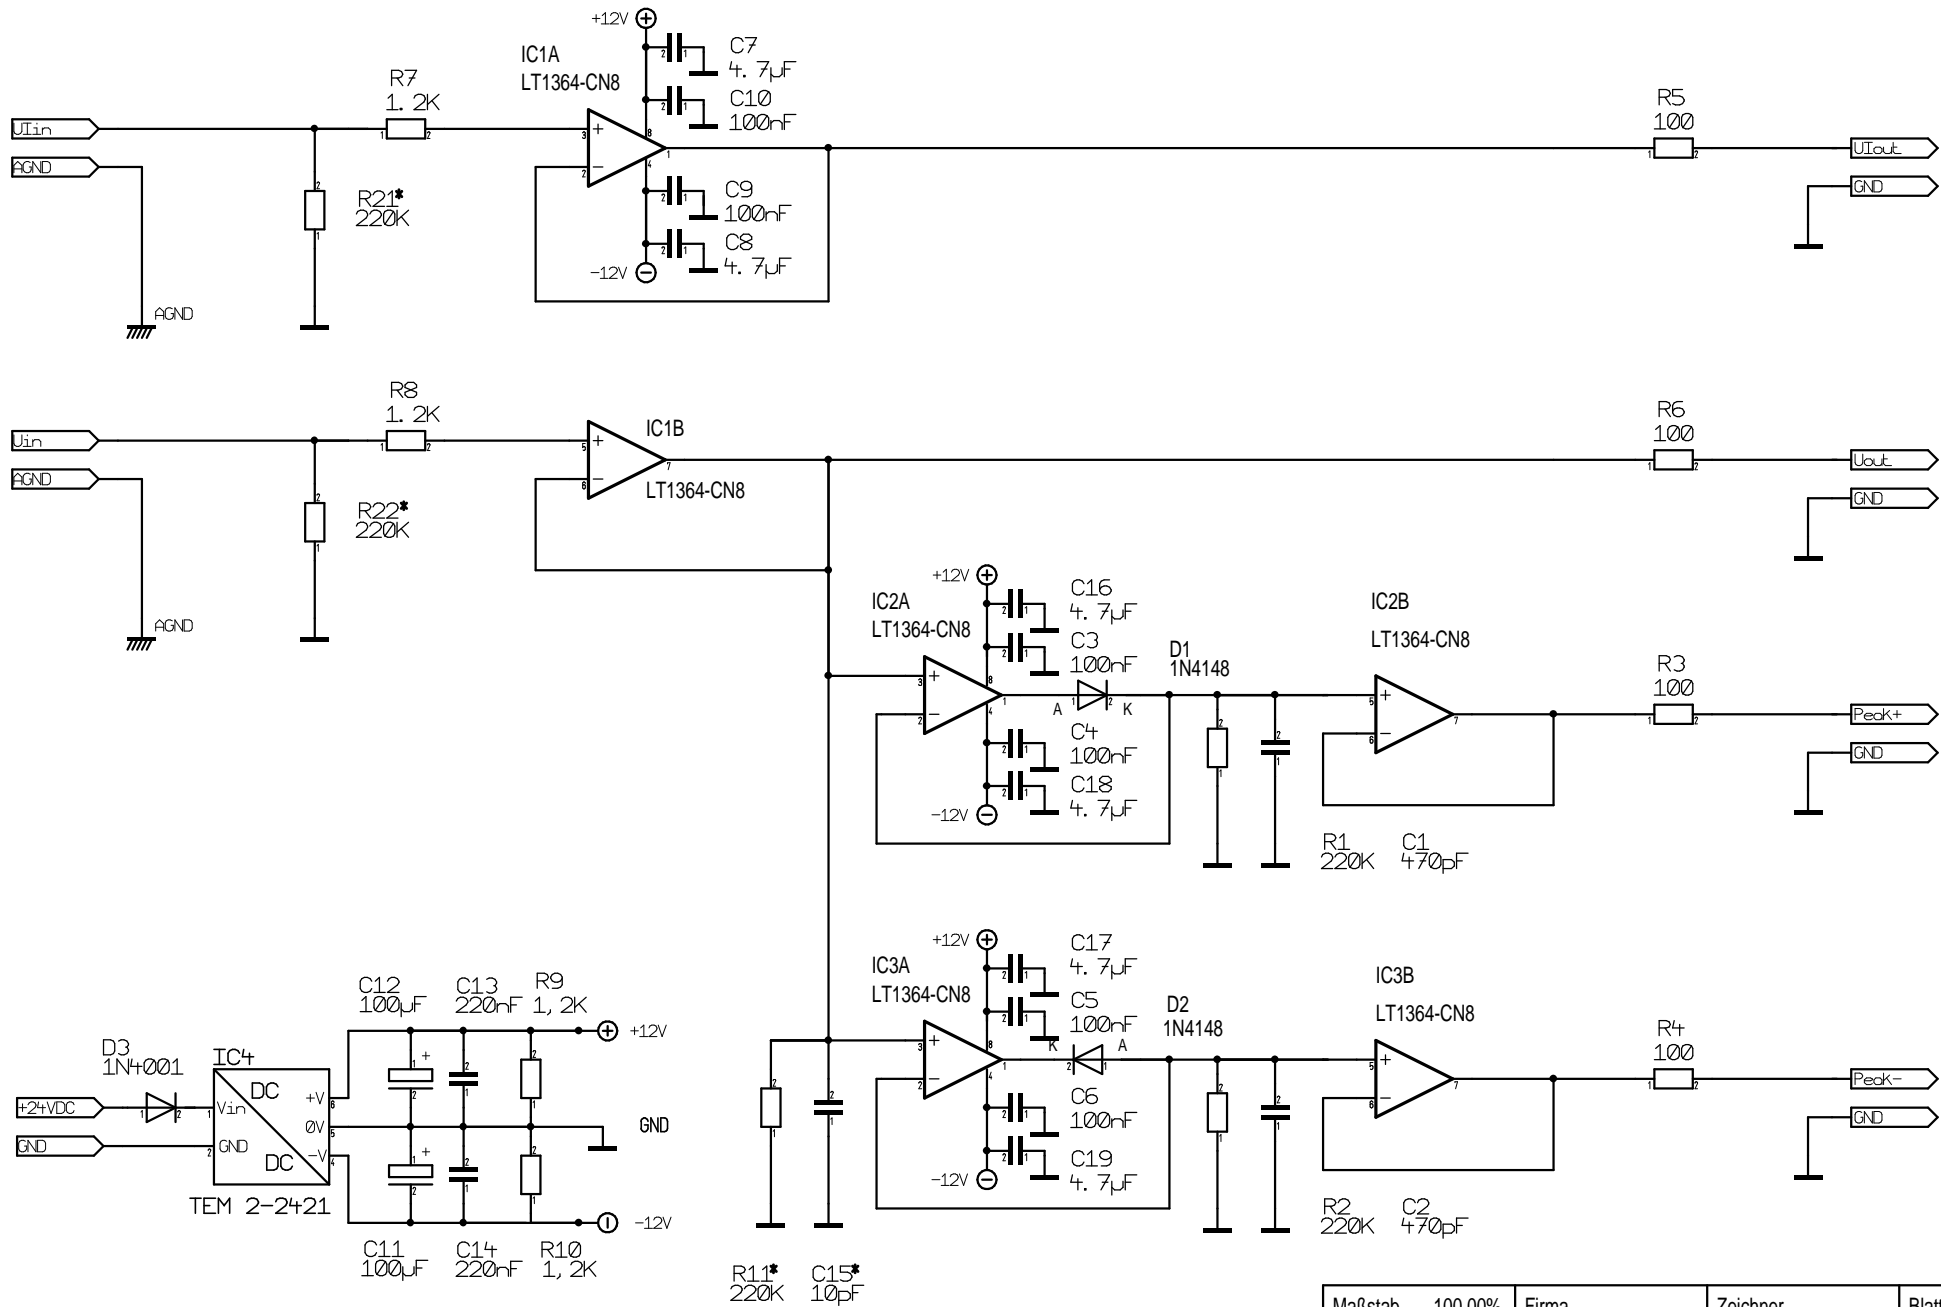 +12V
IC1A
LT1364-CN8
C7
4. 7µF
C10
100nF
R7
1. 2K
R5
100
UIin
AGND
UIout
GND
R21*
220K
C9
100nF
C8
4. 7µF
-12V
AGND
R8
1. 2K
IC1B
LT1364-CN8
R6
100
Uin
AGND
Uout
GND
R22*
220K
AGND
+12V
IC2A
LT1364-CN8
C16
4. 7µF
C3
100nF
D1
1N4148
A
K
IC2B
LT1364-CN8
R3
100
Peak+
GND
C4
100nF
C18
4. 7µF
-12V
R1
220K
C1
470pF
+12V
IC3A
LT1364-CN8
C17
4. 7µF
C5
100nF
D2
1N4148
K
A
IC3B
LT1364-CN8
R4
100
Peak-
GND
C6
100nF
C19
4. 7µF
-12V
R2
220K
C2
470pF
C12
100µF
C13
220nF
R9
1, 2K
+12V
D3
1N4001
IC4
DC
DC
+24VDC
GND
Vin
GND
+V
0V
-V
GND
TEM 2-2421
-12V
C11
100µF
C14
220nF
R10
1, 2K
R11*
220K
C15*
10pF
Maßstab 100.00%
Firma
Zeichner
Blatt